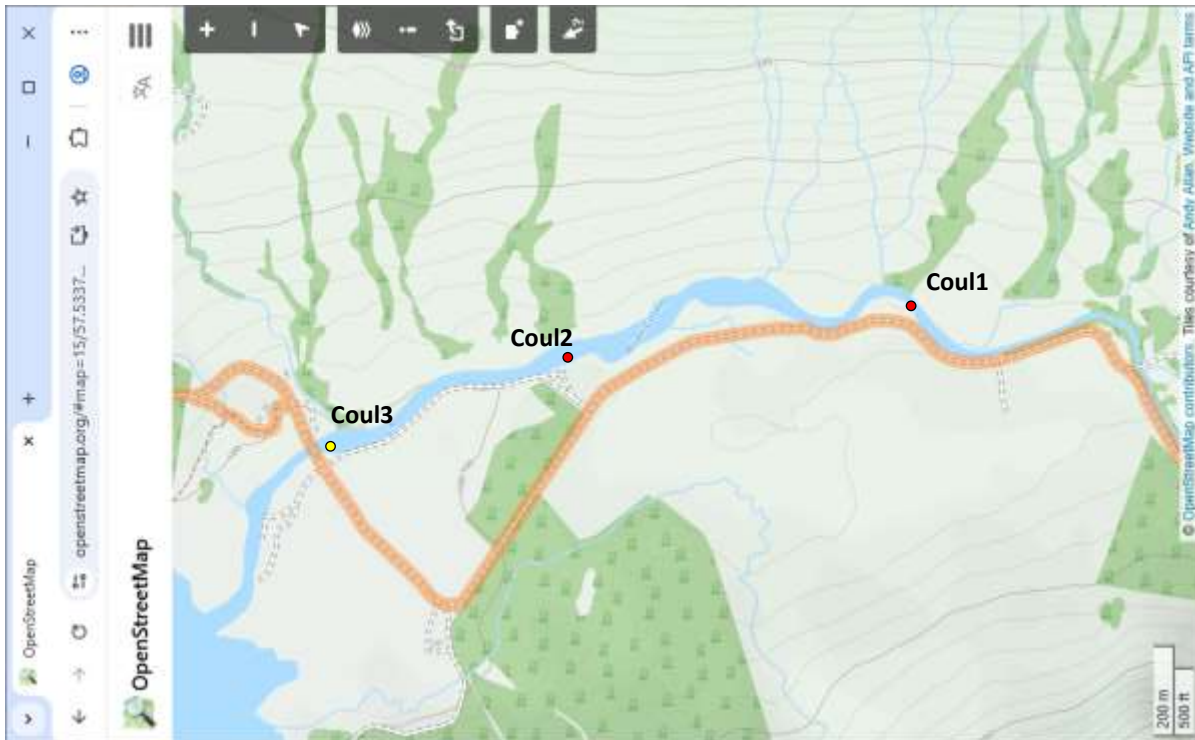 OpenStreetMap
openstreetmap.org/#map=15/57.5337...
OpenStreetMap
Coul1
Coul2
Coul3
200 m
500 ft
© OpenStreetMap contributors. Tiles courtesy of Andy Allan. Website and API terms